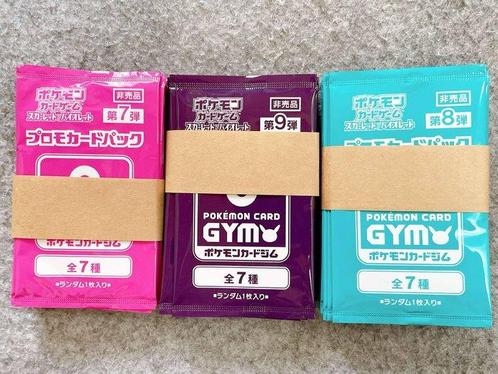 ポケモン
カードゲーム
スカーレット&バイオレット
非売品
第7弾
プロモカードパック
全7種
※ランダム1枚入り※
ポケモン
カードゲーム
スカーレット&バイオレット
非売品
第9弾
POKÉMON CARD
GYM
ポケモンカードジム
全7種
※ランダム1枚入り※
ポケモン
カードゲーム
スカーレット&バイオレット
非売品
第8弾
プロモカードパック
POKÉMON CARD
GYM
ポケモンカードジム
全7種
※ランダム1枚入り※